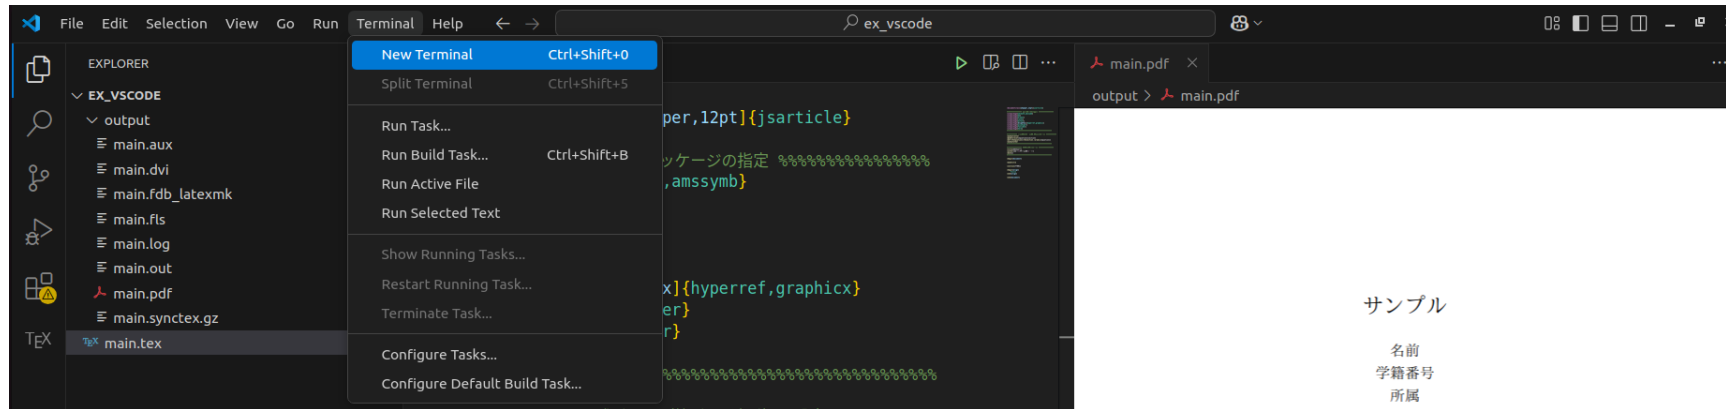 File Edit Selection View Go Run Terminal Help ← → ex_vscode
EXPLORER
EX_VSCODE
output
main.aux
main.dvi
main.fdb_latexmk
main.fls
main.log
main.out
main.pdf
main.synctex.gz
TEX main.tex
TEX
New Terminal Ctrl+Shift+0
Split Terminal Ctrl+Shift+5
Run Task...
Run Build Task... Ctrl+Shift+B
Run Active File
Run Selected Text
Show Running Tasks...
Restart Running Task...
Terminate Task...
Configure Tasks...
Configure Default Build Task...
per,12pt]{jsarticle}
ッケージの指定 %%%%%%%%%%%%%%%%
,amssymb}
x]{hyperref,graphicx}
er}
r}
%%%%%%%%%%%%%%%%%%%%%%%%%%%%%
main.pdf
output > main.pdf
サンプル
名前
学籍番号
所属